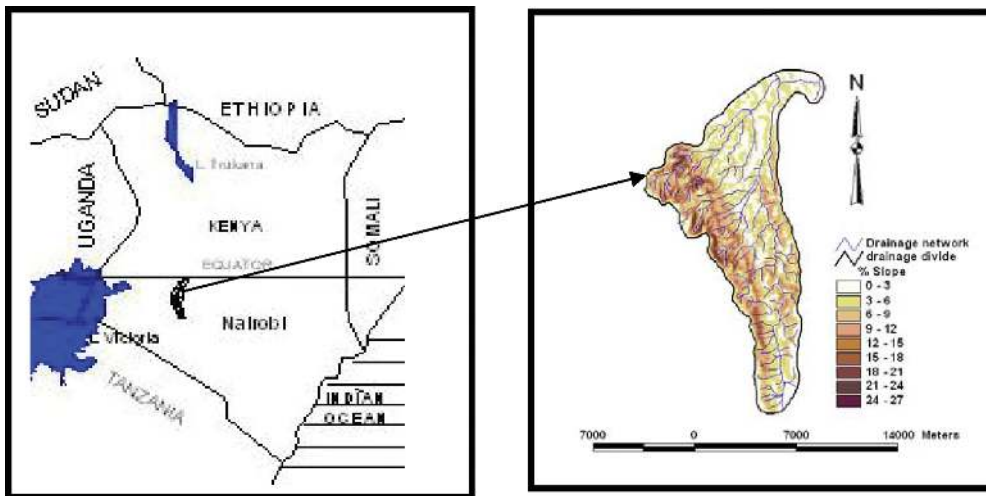 SUDAN
ETHIOPIA
L. Trukana
UGANDA
KENYA
SOMALI
EQUATOR
Nairobi
L. Victoria
TANZANIA
INDIAN
OCEAN
N
Drainage network
drainage divide
% Slope
0 - 3
3 - 6
6 - 9
9 - 12
12 - 15
15 - 18
18 - 21
21 - 24
24 - 27
7000 0 7000 14000 Meters